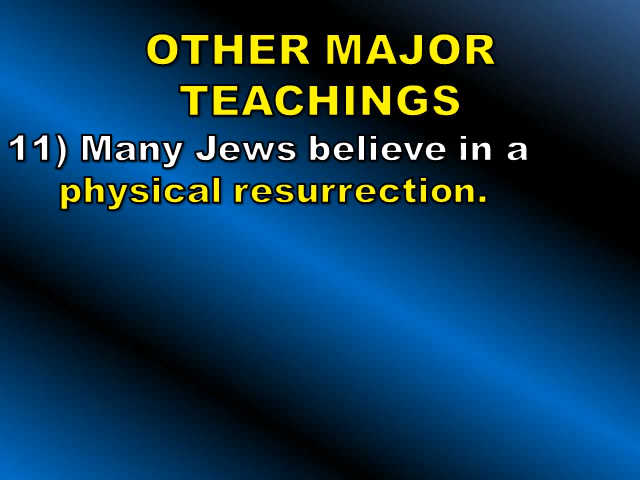 OTHER MAJOR
TEACHINGS
11) Many Jews believe in a
physical resurrection.